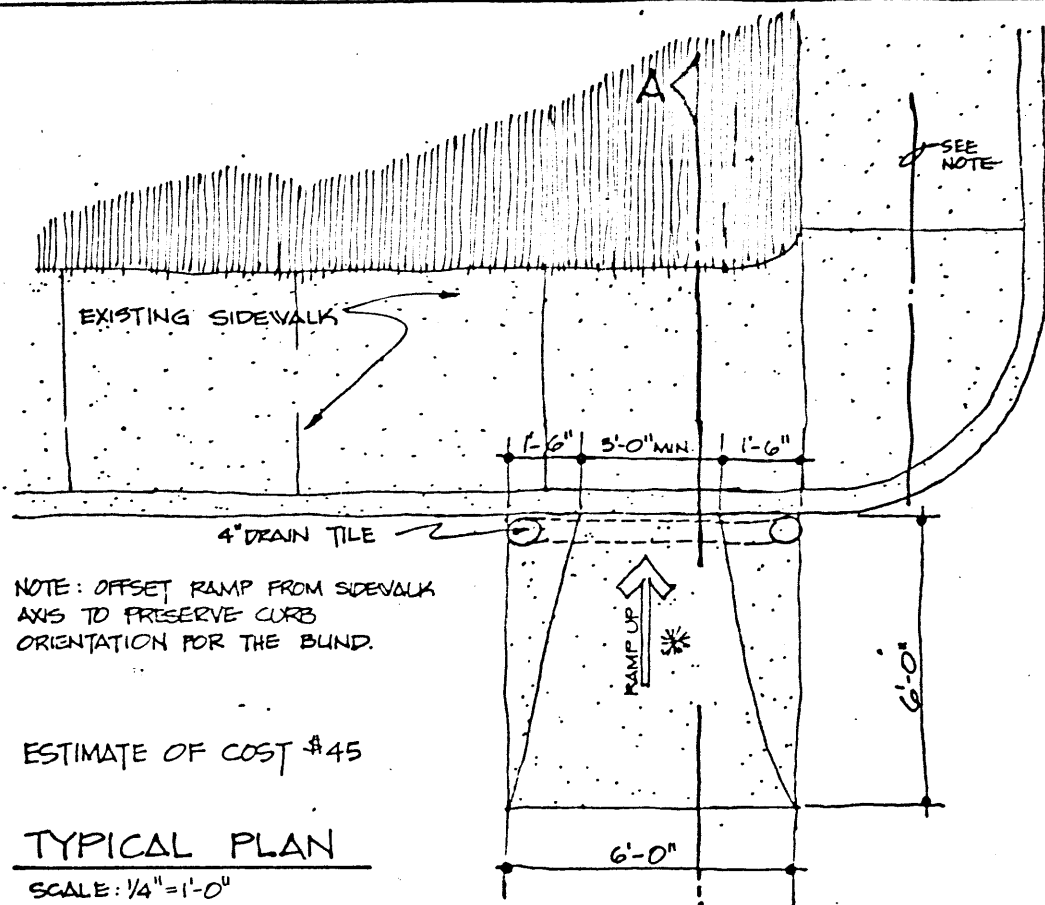 A
SEE
NOTE
EXISTING SIDEWALK
1'-6" 3'-0" MIN. 1'-6"
4" DRAIN TILE
NOTE: OFFSET RAMP FROM SIDEWALK
AXIS TO PRESERVE CURB
ORIENTATION FOR THE BLIND.
RAMP UP
6'-0"
ESTIMATE OF COST $45
TYPICAL PLAN
SCALE: 1/4"=1'-0"
6'-0"